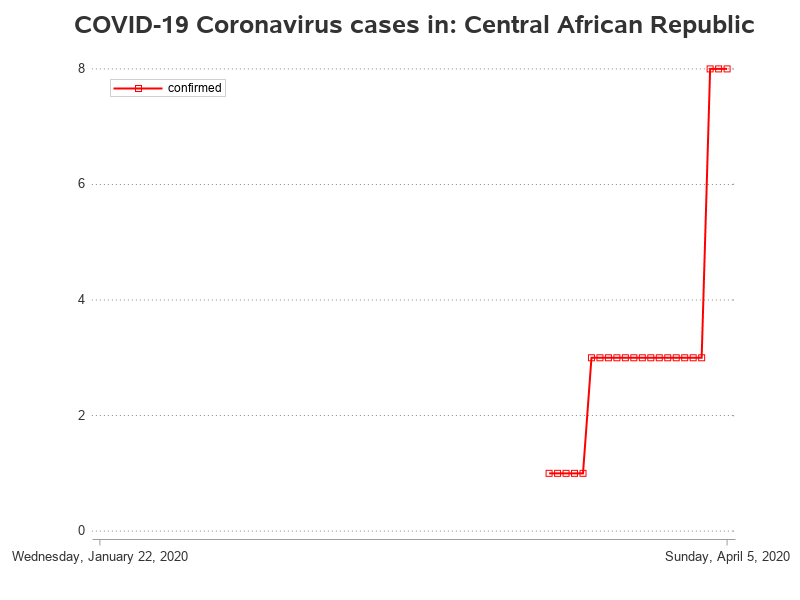 COVID-19 Coronavirus cases in: Central African Republic
8
confirmed
6
4
2
0
Wednesday, January 22, 2020
Sunday, April 5, 2020